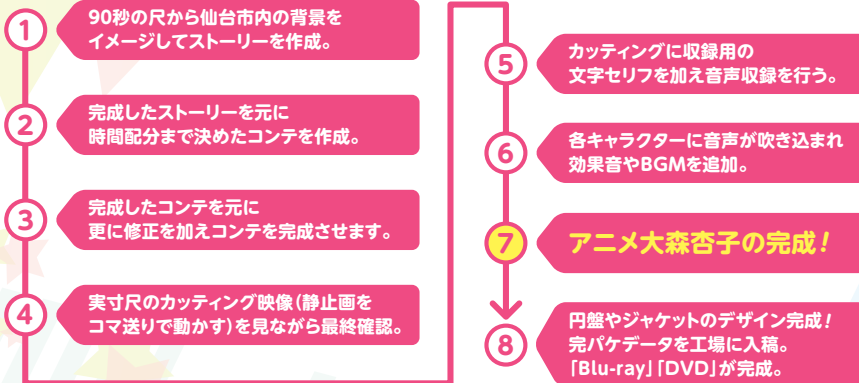 1
90秒の尺から仙台市内の背景を
イメージしてストーリーを作成。
2
完成したストーリーを元に
時間配分まで決めたコンテを作成。
3
完成したコンテを元に
更に修正を加えコンテを完成させます。
4
実寸尺のカッティング映像(静止画を
コマ送りで動かす)を見ながら最終確認。
5
カッティングに収録用の
文字セリフを加え音声収録を行う。
6
各キャラクターに音声が吹き込まれ
効果音やBGMを追加。
7
アニメ大森杏子の完成!
8
円盤やジャケットのデザイン完成!
完パケデータを工場に入稿。
「Blu-ray」「DVD」が完成。